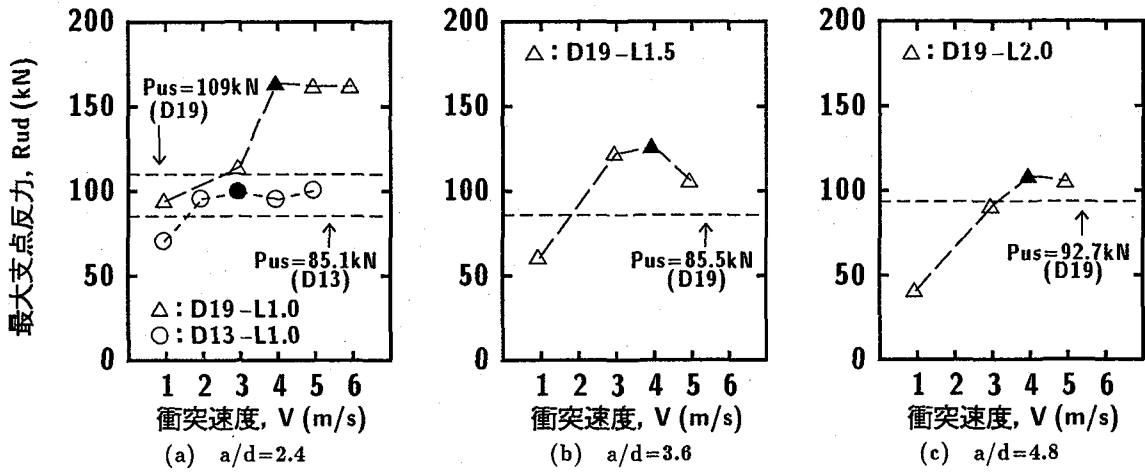 最大支点反力, Rud (kN)
200
150
100
50
0
Pus=109kN
(D19)
Pus=85.1kN
(D13)
△ : D19-L1.0
○ : D13-L1.0
1 2 3 4 5 6
衝突速度, V (m/s)
(a) a/d=2.4
200
150
100
50
0
△ : D19-L1.5
Pus=85.5kN
(D19)
1 2 3 4 5 6
衝突速度, V (m/s)
(b) a/d=3.6
200
150
100
50
0
△ : D19-L2.0
Pus=92.7kN
(D19)
1 2 3 4 5 6
衝突速度, V (m/s)
(c) a/d=4.8